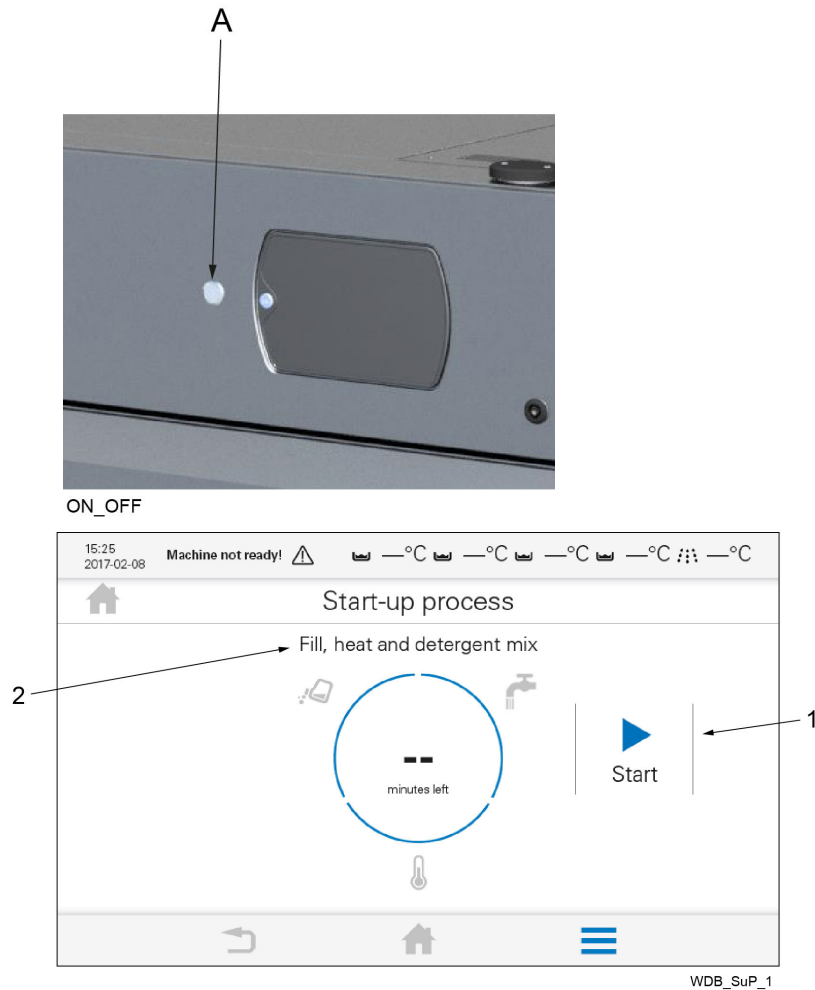 A
ON_OFF
15:25
2017-02-08
Machine not ready!
—°C —°C —°C —°C —°C
Start-up process
Fill, heat and detergent mix
2
1
--
minutes left
Start
WDB_SuP_1